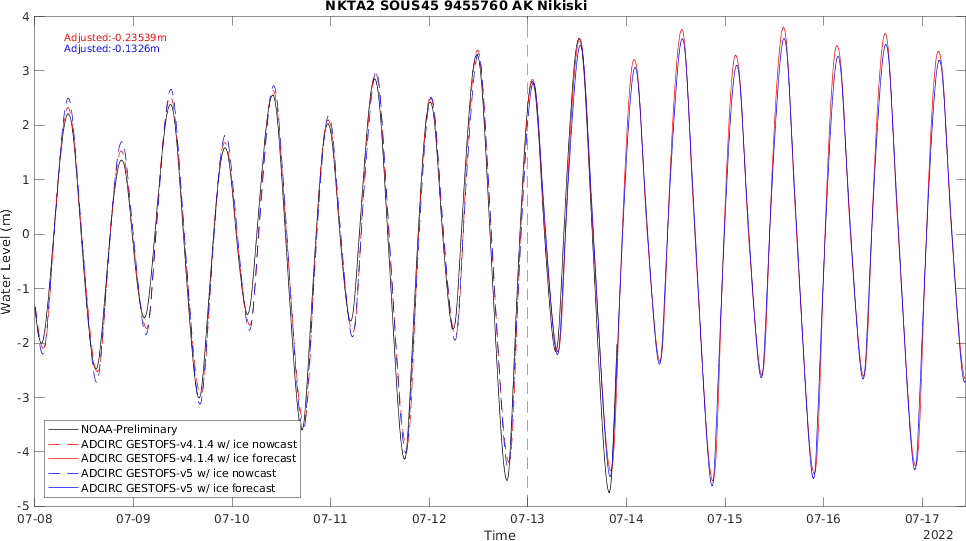 NKTA2 SOUS45 9455760 AK Nikiski
Adjusted:-0.23539m
Adjusted:-0.1326m
4
3
2
1
0
-1
-2
-3
-4
-5
Water Level (m)
NOAA-Preliminary
ADCIRC GESTOFS-v4.1.4 w/ ice nowcast
ADCIRC GESTOFS-v4.1.4 w/ ice forecast
ADCIRC GESTOFS-v5 w/ ice nowcast
ADCIRC GESTOFS-v5 w/ ice forecast
07-08 07-09 07-10 07-11 07-12 07-13 07-14 07-15 07-16 07-17
Time
2022